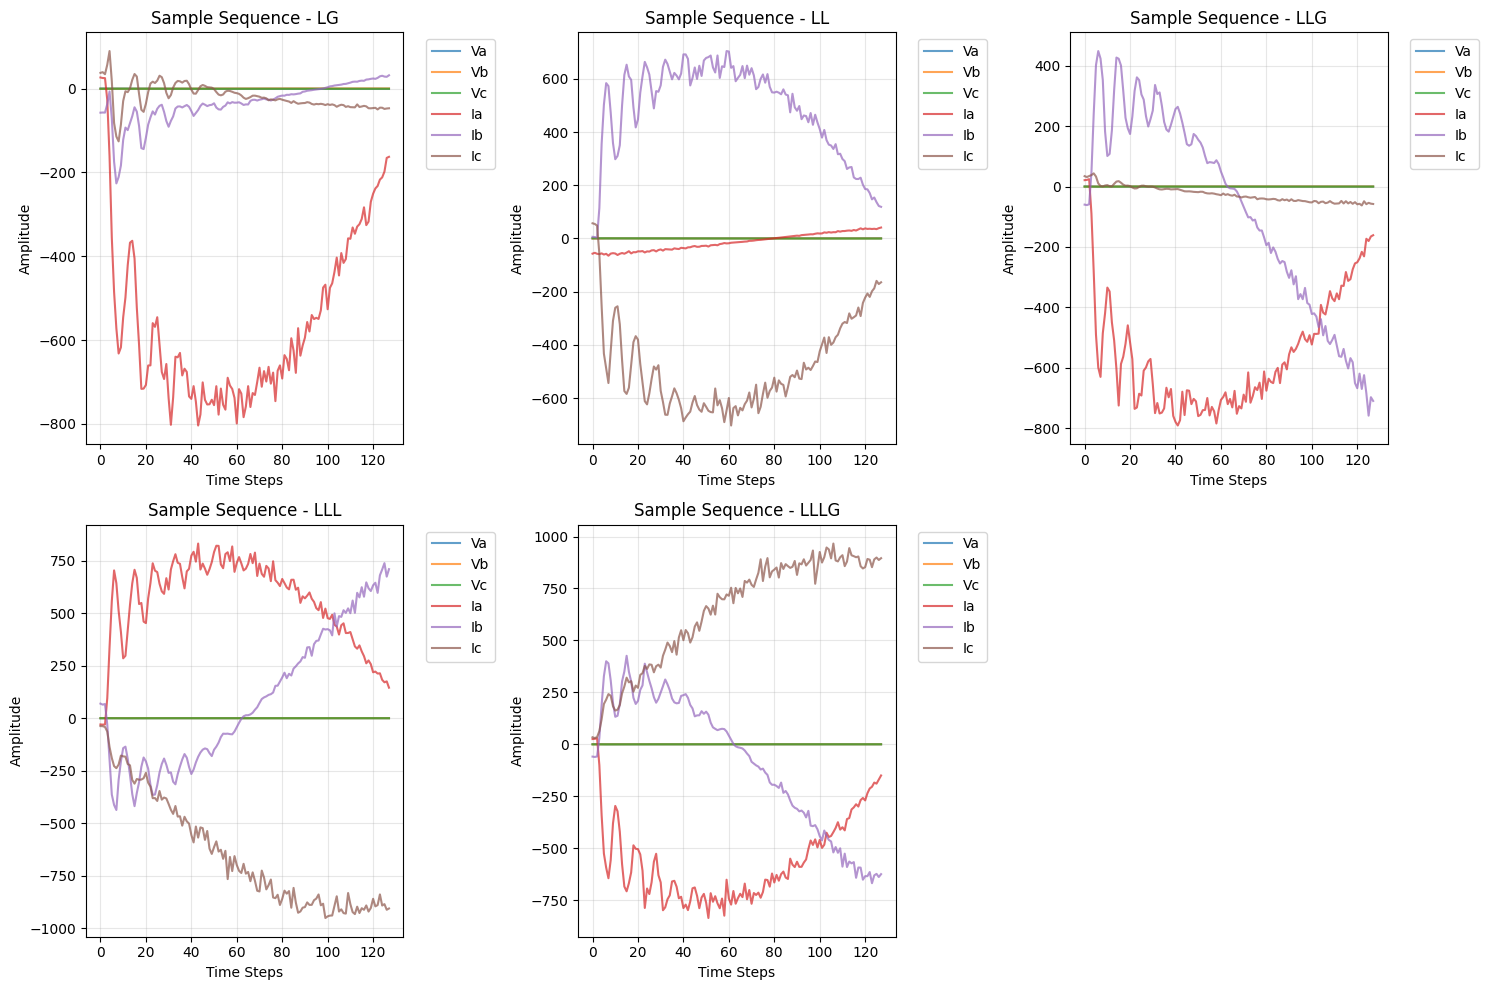 Sample Sequence - LG
Amplitude
0
−200
−400
−600
−800
0 20 40 60 80 100 120
Time Steps
Va
Vb
Vc
Ia
Ib
Ic
Sample Sequence - LL
Amplitude
600
400
200
0
−200
−400
−600
0 20 40 60 80 100 120
Time Steps
Va
Vb
Vc
Ia
Ib
Ic
Sample Sequence - LLG
Amplitude
400
200
0
−200
−400
−600
−800
0 20 40 60 80 100 120
Time Steps
Va
Vb
Vc
Ia
Ib
Ic
Sample Sequence - LLL
Amplitude
750
500
250
0
−250
−500
−750
−1000
0 20 40 60 80 100 120
Time Steps
Va
Vb
Vc
Ia
Ib
Ic
Sample Sequence - LLLG
Amplitude
1000
750
500
250
0
−250
−500
−750
0 20 40 60 80 100 120
Time Steps
Va
Vb
Vc
Ia
Ib
Ic